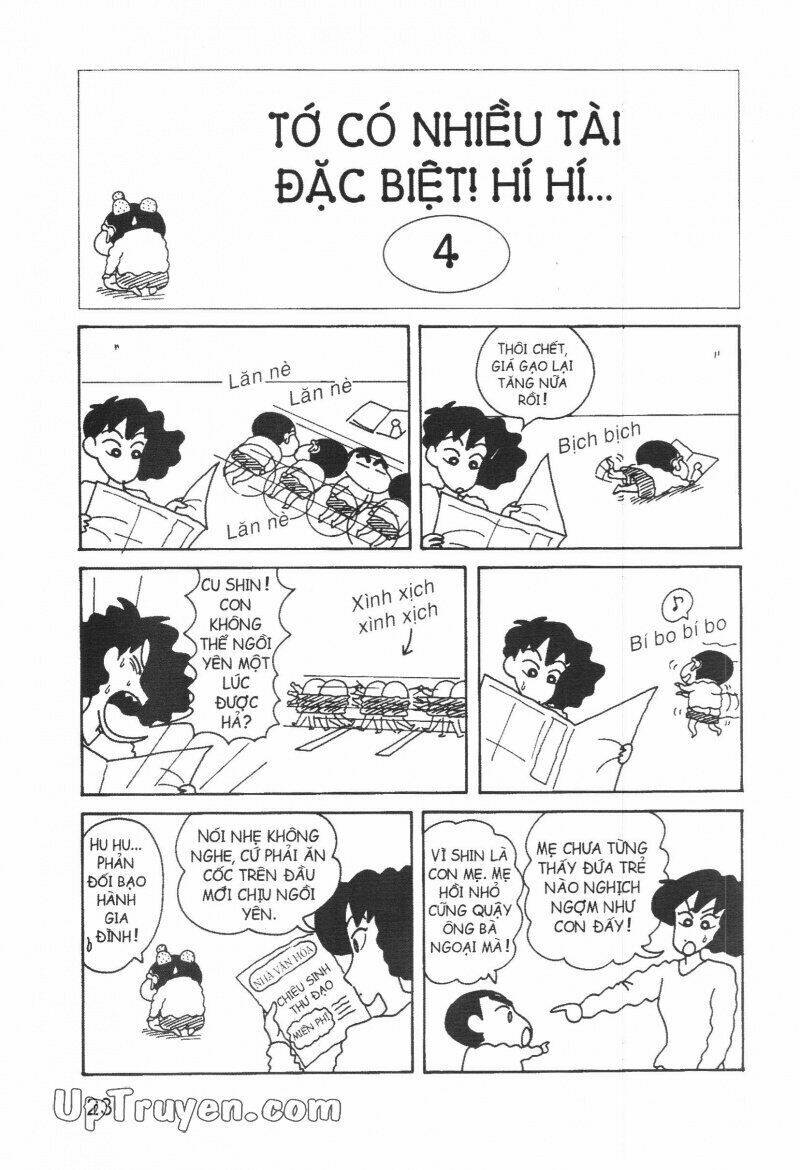 TỚ CÓ NHIỀU TÀI
ĐẶC BIỆT! HÍ HÍ...
4
THÔI CHẾT,
GIÁ GẠO LẠI
TĂNG NỮA
RỒI!
Bịch bịch
Lăn nè
Lăn nè
Lăn nè
Bí bo bí bo
Xình xịch
xình xịch
CU SHIN!
CON
KHÔNG
THỂ NGỒI
YÊN MỘT
LÚC
ĐƯỢC
HẢ?
MẸ CHƯA TỪNG
THẤY ĐỨA TRẺ
NÀO NGHỊCH
NGỢM NHƯ
CON ĐẤY!
VÌ SHIN LÀ
CON MẸ. MẸ
HỒI NHỎ
CŨNG QUẬY
ÔNG BÀ
NGOẠI MÀ!
NÓI NHẸ KHÔNG
NGHE, CỨ PHẢI ĂN
CỐC TRÊN ĐẦU
MỚI CHỊU NGỒI
YÊN.
NHÀ VĂN HÓA
CHIÊU SINH
THƯ ĐẠO
MIỄN PHÍ
HU HU...
PHẢN
ĐỐI BẠO
HÀNH
GIA
ĐÌNH!
23
UpTruyen.com